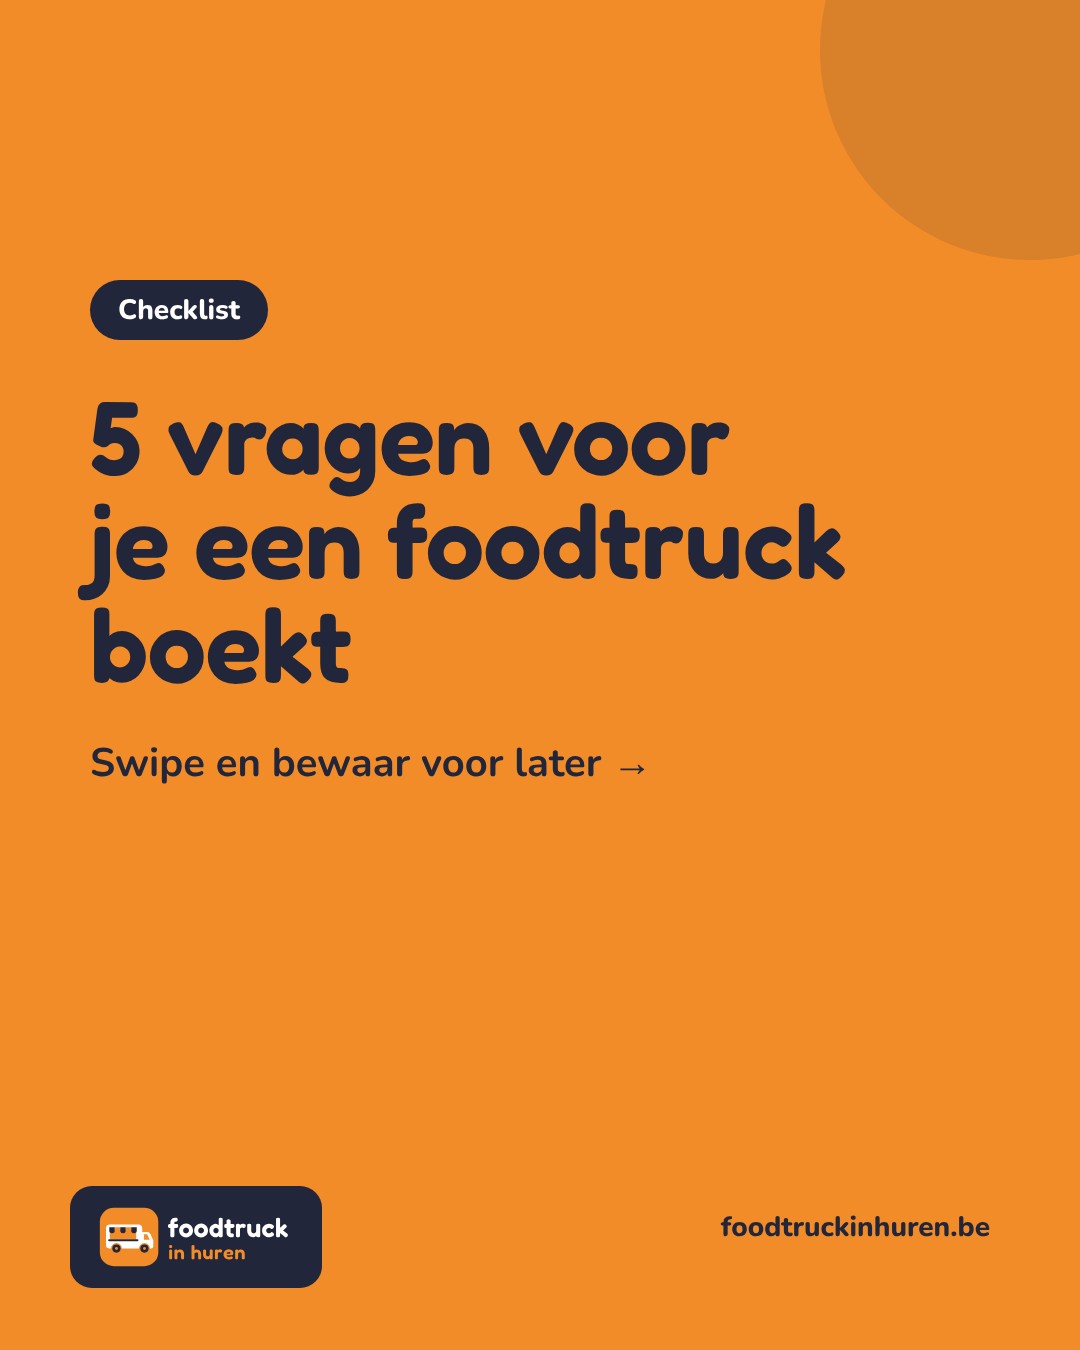 Checklist
5 vragen voor
je een foodtruck
boekt
Swipe en bewaar voor later →
foodtruck
in huren
foodtruckinhuren.be